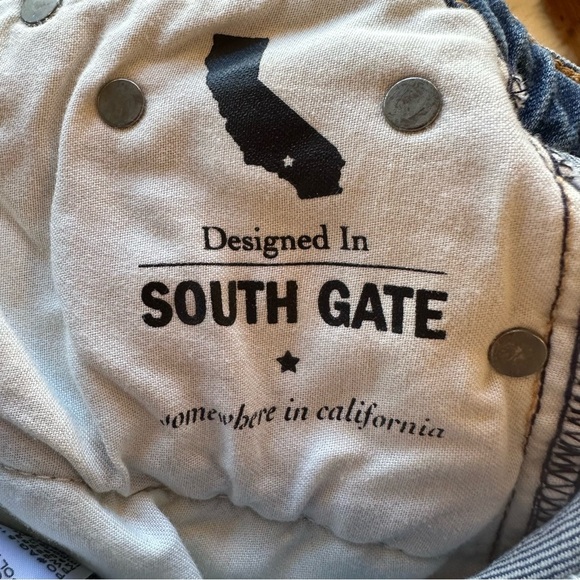 Designed In
SOUTH GATE
somewhere in california